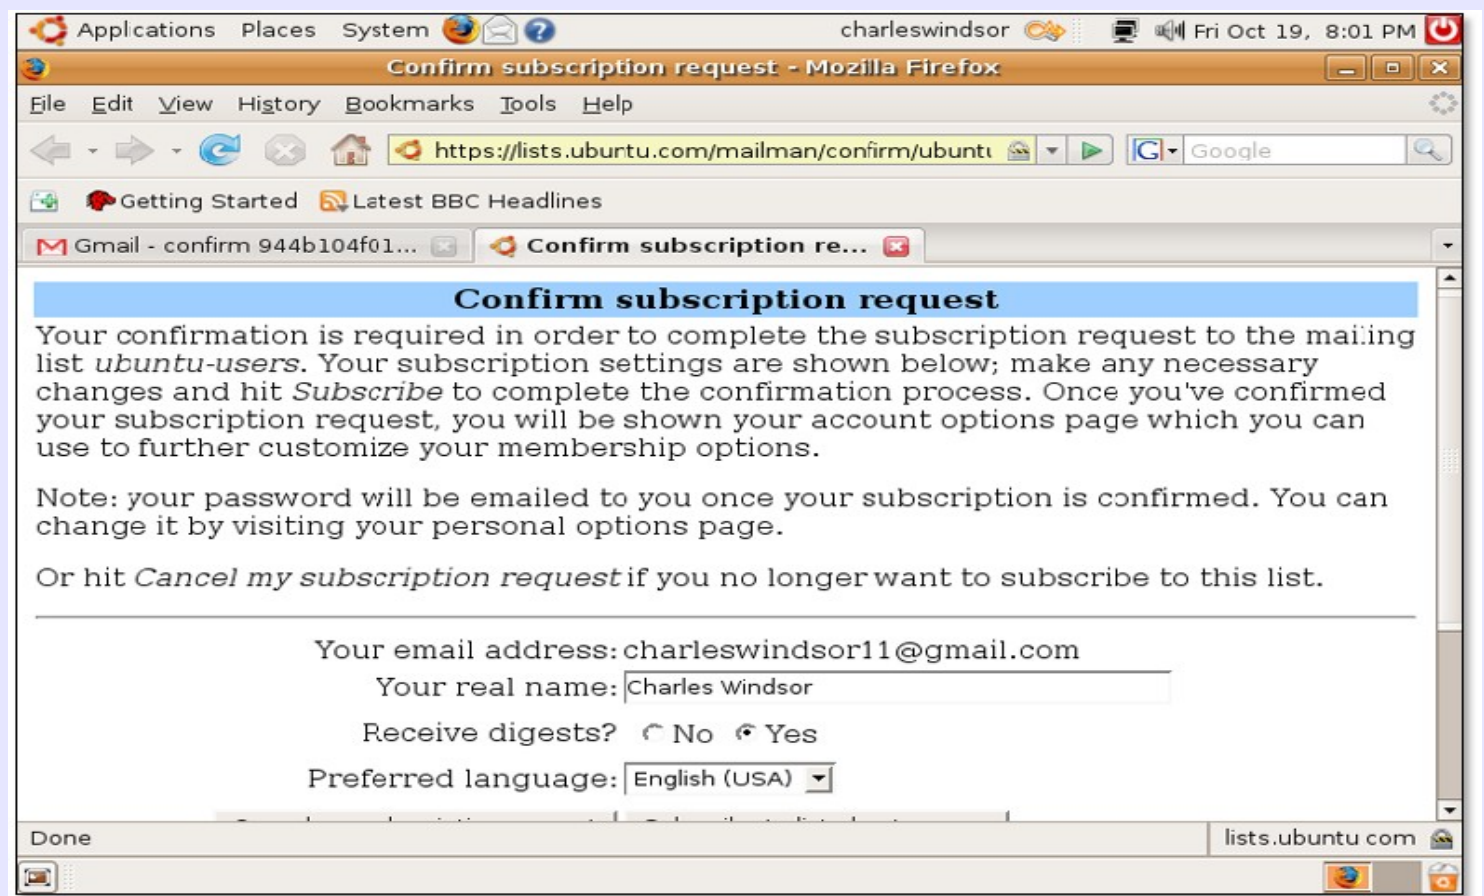 Applications Places System charleswindsor Fri Oct 19, 8:01 PM
Confirm subscription request - Mozilla Firefox
File Edit View History Bookmarks Tools Help
https://lists.ubuntu.com/mailman/confirm/ubuntu G Google
Getting Started Latest BBC Headlines
Gmail - confirm 944b104f01... Confirm subscription re...
Confirm subscription request
Your confirmation is required in order to complete the subscription request to the mailing
list ubuntu-users. Your subscription settings are shown below; make any necessary
changes and hit Subscribe to complete the confirmation process. Once you've confirmed
your subscription request, you will be shown your account options page which you can
use to further customize your membership options.
Note: your password will be emailed to you once your subscription is confirmed. You can
change it by visiting your personal options page.
Or hit Cancel my subscription request if you no longer want to subscribe to this list.
Your email address: charleswindsor11@gmail.com
Your real name: Charles Windsor
Receive digests? No Yes
Preferred language: English (USA)
Done lists.ubuntu.com